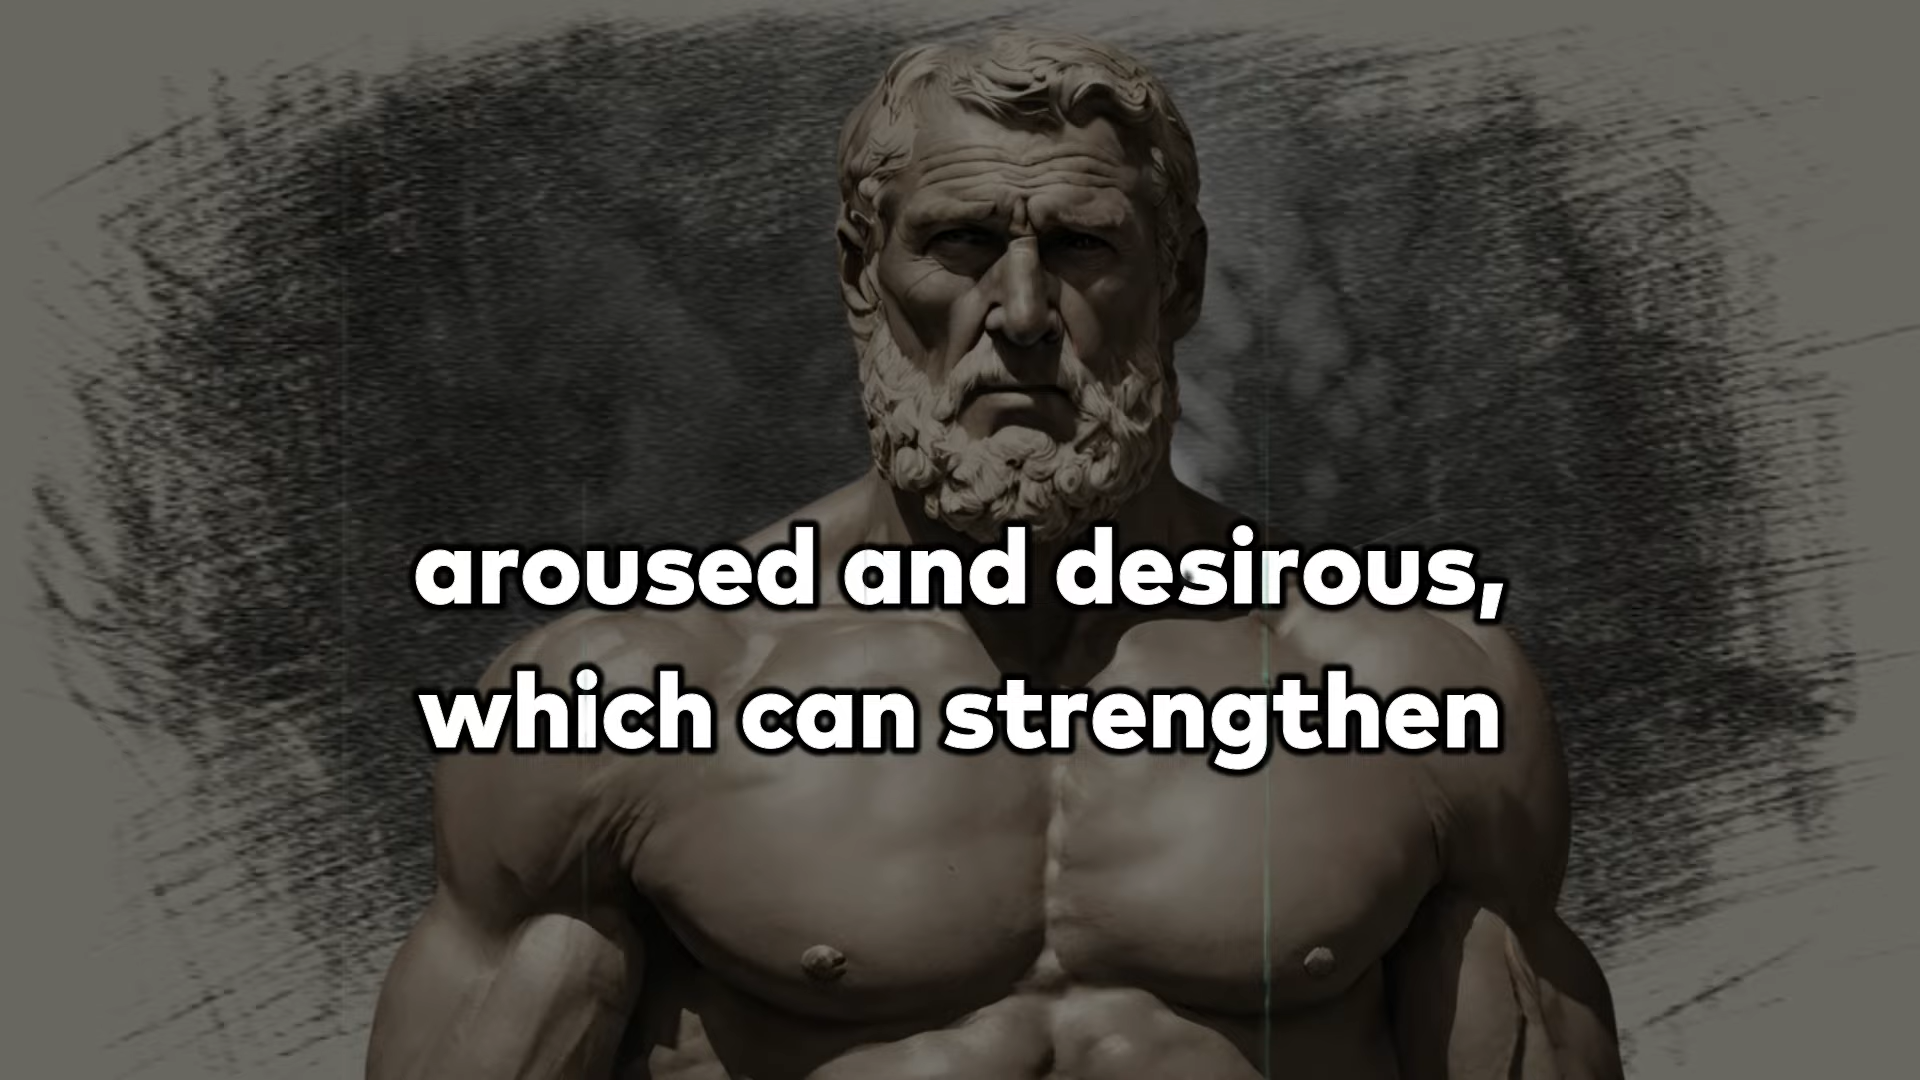 aroused and desirous,
which can strengthen